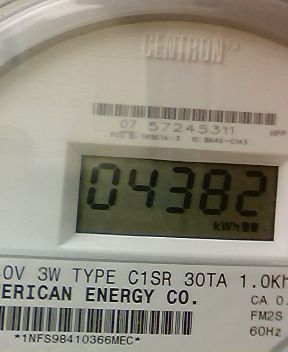 CENTRON
07 57245311
04382
kWh
0V 3W TYPE C1SR 30TA 1.0Kh
ERICAN ENERGY CO.
CA 0.
FM2S
60Hz
*1NFS98410366MEC*